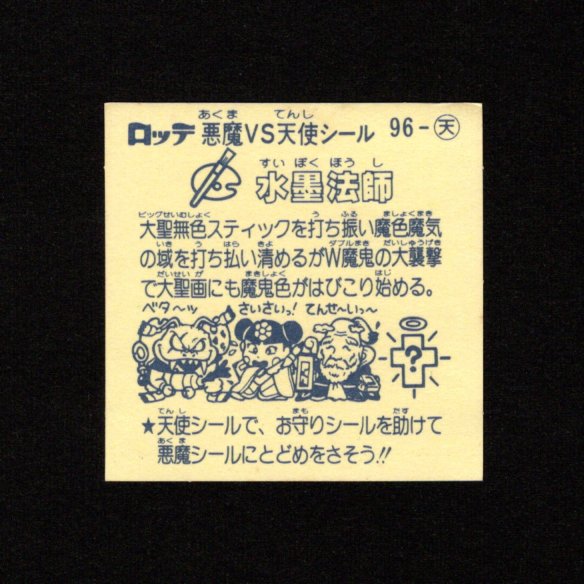 ロッテ 悪魔VS天使シール 96-天
あくま てんし
すいぼくほうし
水墨法師
ビッグせいむしょく う ふる ましょくまき
大聖無色スティックを打ち振い魔色魔気
いき う はら きよ ダブルまき だいしゅうげき
の域を打ち払い清めるがW魔鬼の大襲撃
だいせいが まきしょく はじ
で大聖画にも魔鬼色がはびこり始める。
ベタ〜ッ さいさいっ! てんせ〜いっ〜
?
てんし まも たす
★天使シールで、お守りシールを助けて
あくま
悪魔シールにとどめをさそう!!